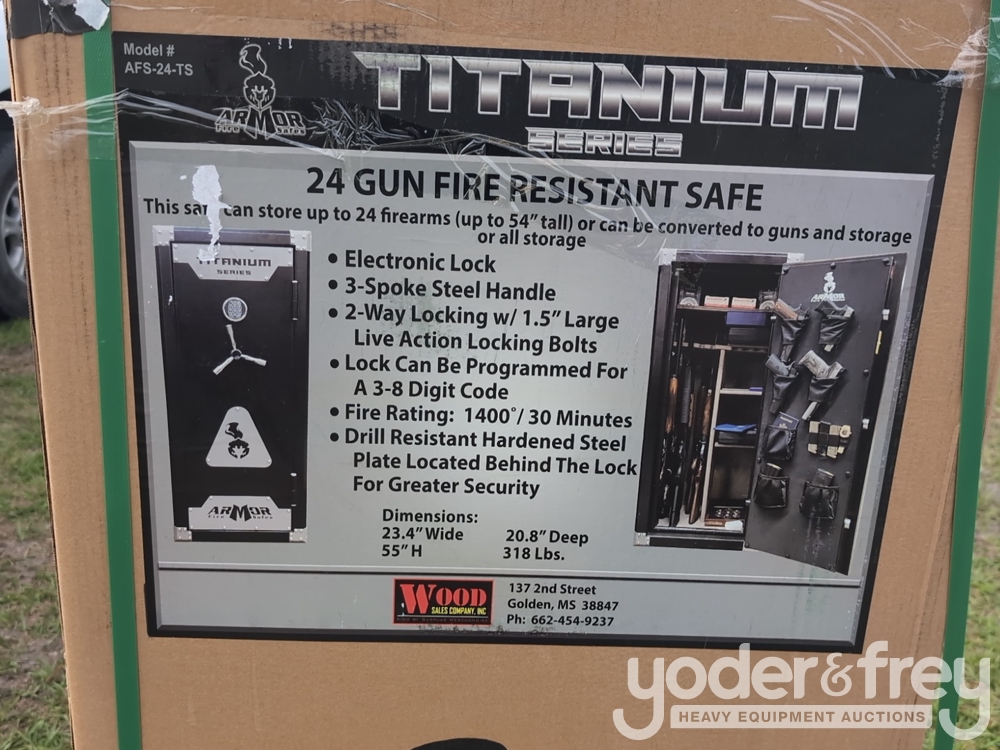 Model #
AFS-24-TS
ARMOR
Fire Safes
TITANIUM
SERIES
24 GUN FIRE RESISTANT SAFE
This safe can store up to 24 firearms (up to 54" tall) or can be converted to guns and storage
or all storage
TITANIUM
SERIES
ARMOR
Fire Safes
• Electronic Lock
• 3-Spoke Steel Handle
• 2-Way Locking w/ 1.5" Large
Live Action Locking Bolts
• Lock Can Be Programmed For
A 3-8 Digit Code
• Fire Rating: 1400°/ 30 Minutes
• Drill Resistant Hardened Steel
Plate Located Behind The Lock
For Greater Security
Dimensions:
23.4" Wide 20.8" Deep
55" H 318 Lbs.
ARMOR
WOOD
SALES COMPANY, INC
137 2nd Street
Golden, MS 38847
Ph: 662-454-9237
yoder&frey
HEAVY EQUIPMENT AUCTIONS